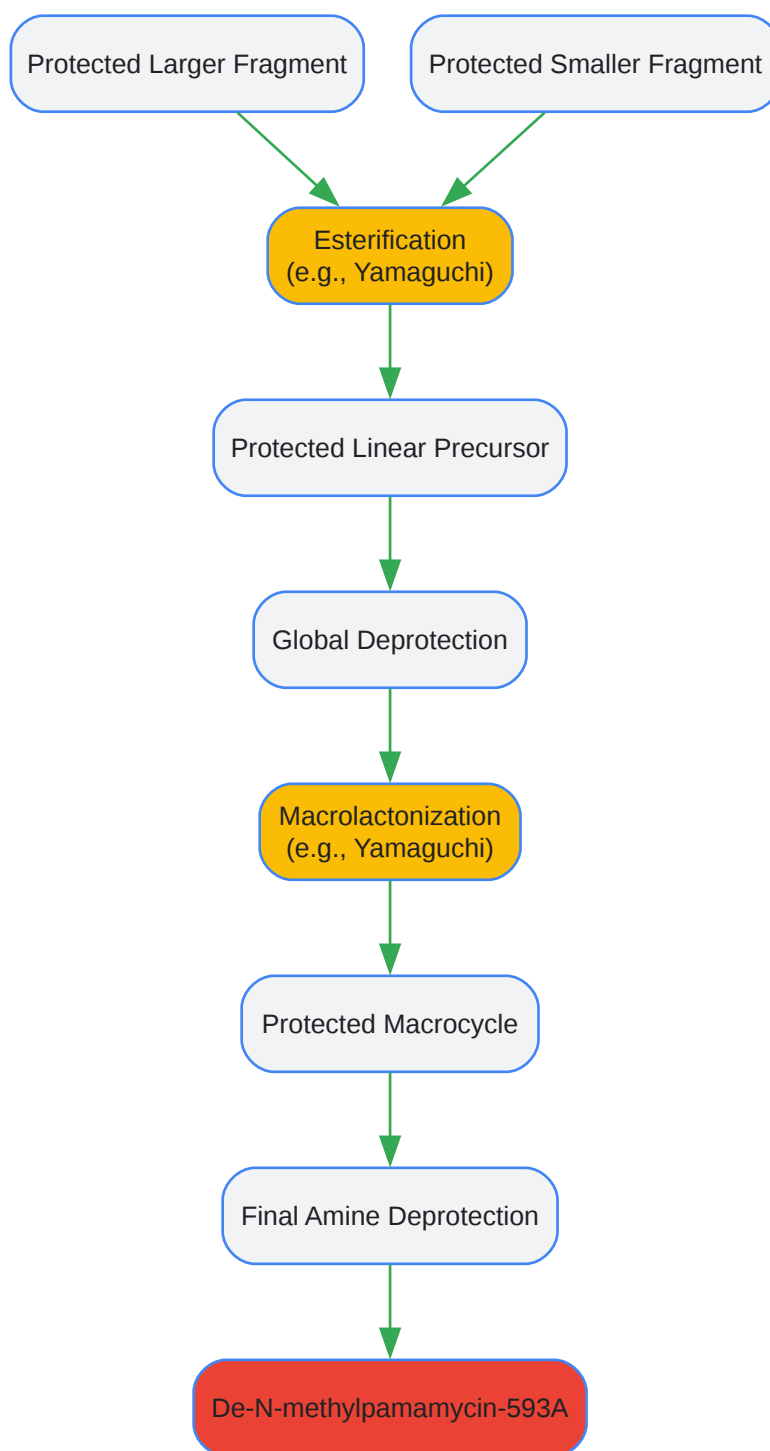 Protected Larger Fragment
Protected Smaller Fragment
Esterification
(e.g., Yamaguchi)
Protected Linear Precursor
Global Deprotection
Macrolactonization
(e.g., Yamaguchi)
Protected Macrocycle
Final Amine Deprotection
De-N-methylpamamycin-593A